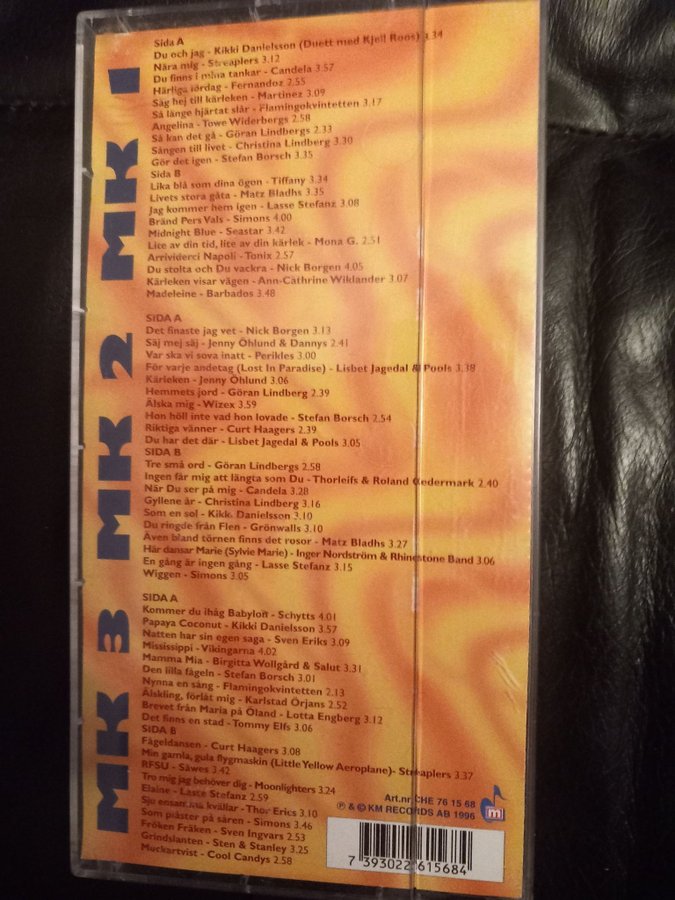 MK 1
Sida A
Du och jag - Kikki Danielsson (Duett med Kjell Roos) 3.34
Nära mig - Streaplers 3.12
Du finns i mina tankar - Candela 3.57
Härliga lördag - Fernandoz 2.55
Säg hej till kärleken - Martinez 3.09
Så länge hjärtat slår - Flamingokvintetten 3.17
Angelina - Towe Widerbergs 2.58
Så kan det gå - Göran Lindbergs 2.33
Sången till livet - Christina Lindberg 3.30
Gör det igen - Stefan Borsch 3.35
Sida B
Lika blå som dina ögon - Tiffany 3.34
Livets stora gåta - Matz Bladhs 3.35
Jag kommer hem igen - Lasse Stefanz 3.08
Bränd Pers Vals - Simons 4.00
Midnight Blue - Seastar 3.42
Lite av din tid, lite av din kärlek - Mona G. 2.51
Arrividerci Napoli - Tonix 2.57
Du stolta och Du vackra - Nick Borgen 4.05
Kärleken visar vägen - Ann-Cathrine Wiklander 3.07
Madeleine - Barbados 3.48
MK 2
SIDA A
Det finaste jag vet - Nick Borgen 3.13
Säj mej säj - Jenny Öhlund & Dannys 2.41
Var ska vi sova inatt - Perikles 3.00
För varje andetag (Lost In Paradise) - Lisbet Jagedal & Pools 3.38
Kärleken - Jenny Öhlund 3.06
Hemmets jord - Göran Lindberg 2.39
Älska mig - Wizex 3.59
Hon höll inte vad hon lovade - Stefan Borsch 2.54
Riktiga vänner - Curt Haagers 2.39
Du har det där - Lisbet Jagedal & Pools 3.05
SIDA B
Tre små ord - Göran Lindbergs 2.58
Ingen får mig att längta som Du - Thorleifs & Roland Cedermark 2.40
När Du ser på mig - Candela 3.28
Gyllene år - Christina Lindberg 3.16
Som en sol - Kikki Danielsson 3.10
Du ringde från Flen - Grönwalls 3.10
Även bland törnen finns det rosor - Matz Bladhs 3.27
Här dansar Marie (Sylvie Marie) - Inger Nordström & Rhinestone Band 3.06
En gång är ingen gång - Lasse Stefanz 3.15
Wiggen - Simons 3.05
MK 3
SIDA A
Kommer du ihåg Babylon - Schytts 4.01
Papaya Coconut - Kikki Danielsson 3.57
Natten har sin egen saga - Sven Eriks 3.09
Mississippi - Vikingarna 4.02
Mamma Mia - Birgitta Wollgård & Salut 3.31
Den lilla fågeln - Stefan Borsch 3.01
Nynna en sång - Flamingokvintetten 2.13
Älskling, förlåt mig - Karlstad Örjans 2.52
Brevet från Maria på Öland - Lotta Engberg 3.12
Det finns en stad - Tommy Elfs 3.06
SIDA B
Fågeldansen - Curt Haagers 3.08
Min gamla, gula flygmaskin (Little Yellow Aeroplane) - Streaplers 3.37
RFSU - Säwes 3.42
Tro mig jag behöver dig - Moonlighters 3.24
Elaine - Lasse Stefanz 2.59
Sju ensamma kvällar - Thor Erics 3.10
Som plåster på såren - Simons 3.46
Fröken Fräken - Sven Ingvars 2.53
Grindslanten - Sten & Stanley 3.25
Muckartvist - Cool Candys 2.58
Art.nr CHE 76 15 68
℗ & © KM RECORDS AB 1996
m
7 393022 615684